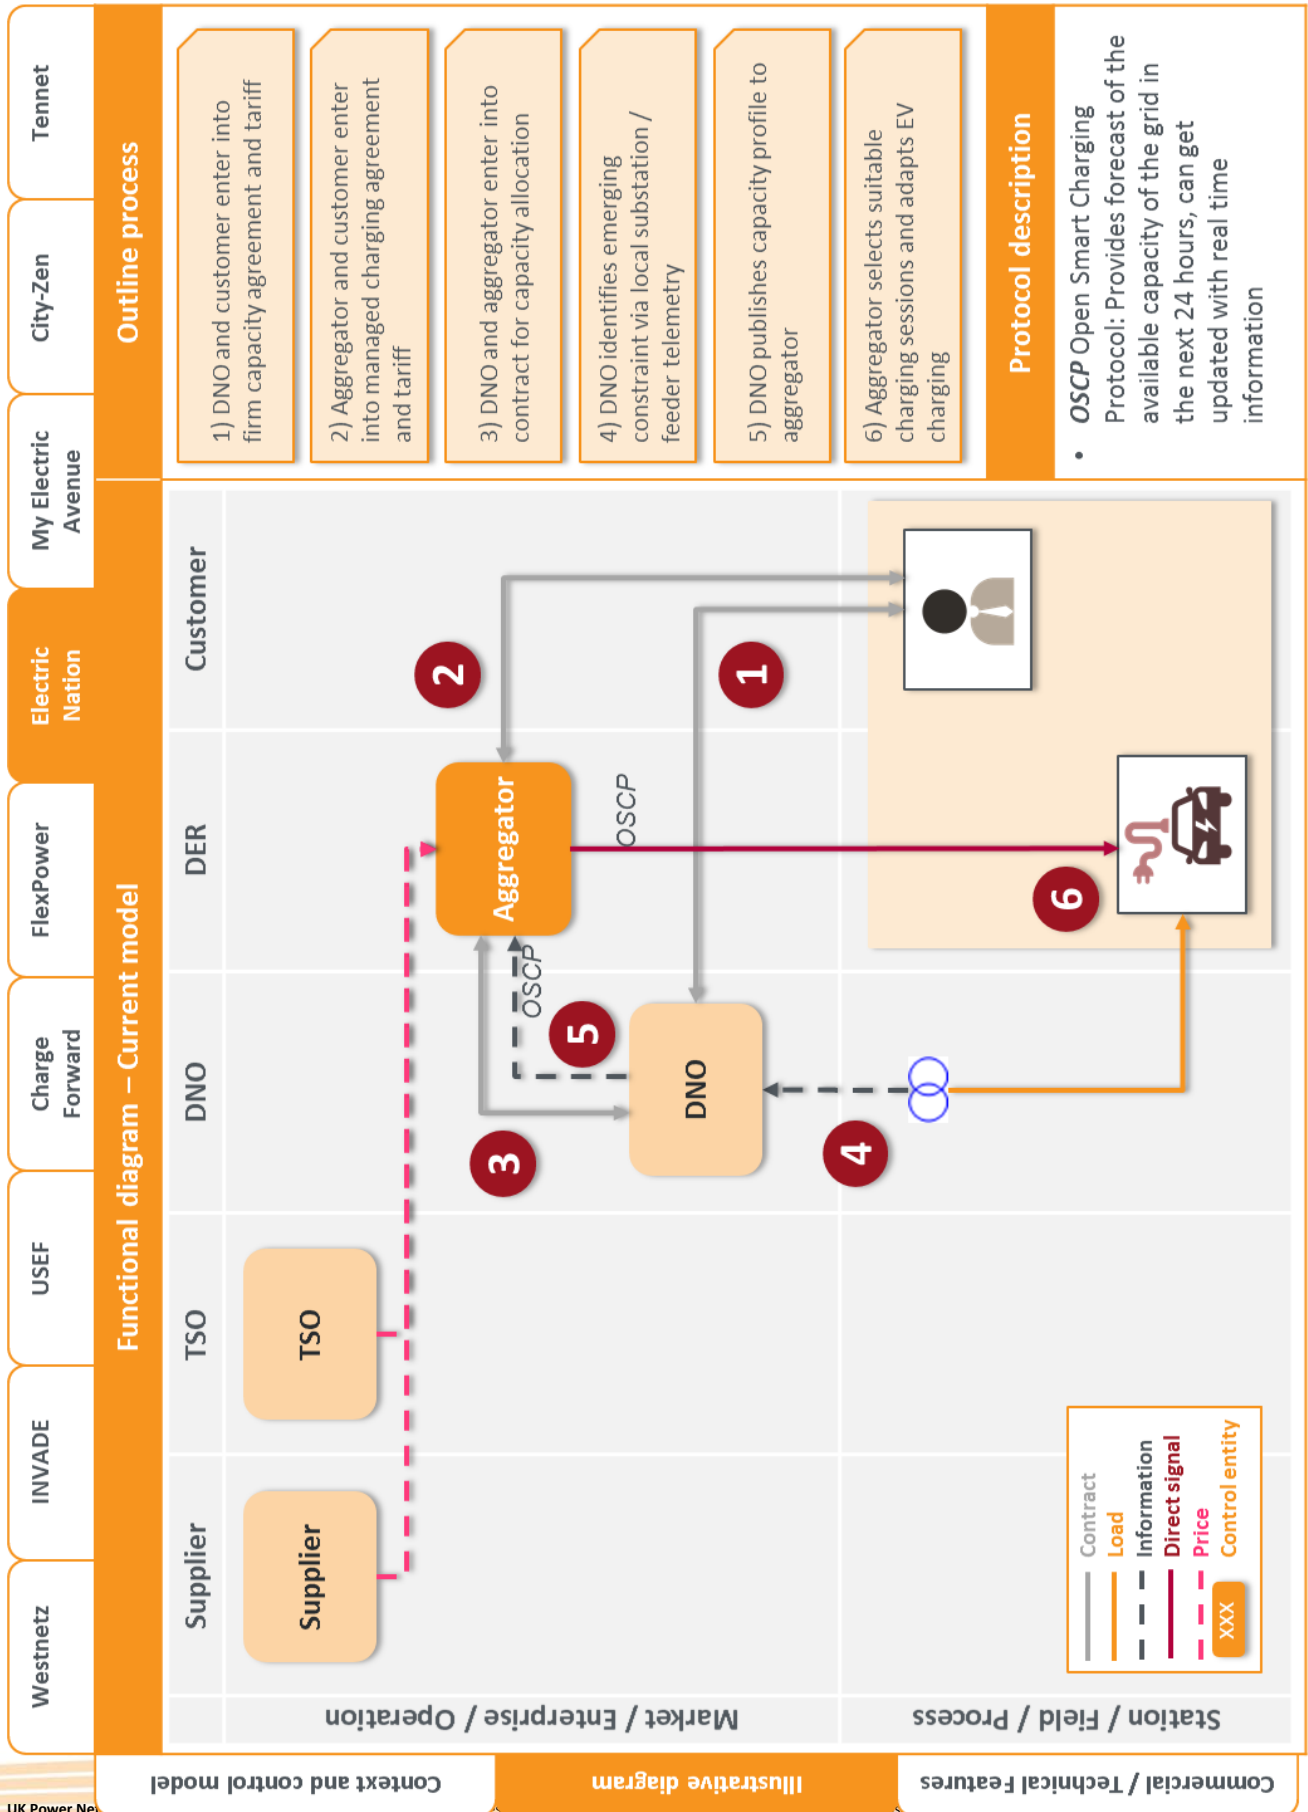 Westnetz
INVADE
USEF
Charge
Forward
FlexPower
Electric
Nation
My Electric
Avenue
City-Zen
Tennet
Functional diagram – Current model
Outline process
Supplier
TSO
DNO
DER
Customer
Market / Enterprise / Operation
Station / Field / Process
Supplier
TSO
Aggregator
DNO
OSCP
OSCP
1
2
3
4
5
6
Contract
Load
Information
Direct signal
Price
XXX
Control entity
1) DNO and customer enter into
firm capacity agreement and tariff
2) Aggregator and customer enter
into managed charging agreement
and tariff
3) DNO and aggregator enter into
contract for capacity allocation
4) DNO identifies emerging
constraint via local substation /
feeder telemetry
5) DNO publishes capacity profile to
aggregator
6) Aggregator selects suitable
charging sessions and adapts EV
charging
Protocol description
• OSCP Open Smart Charging
Protocol: Provides forecast of the
available capacity of the grid in
the next 24 hours, can get
updated with real time
information
Context and control model
Illustrative diagram
Commercial / Technical Features
UK Power